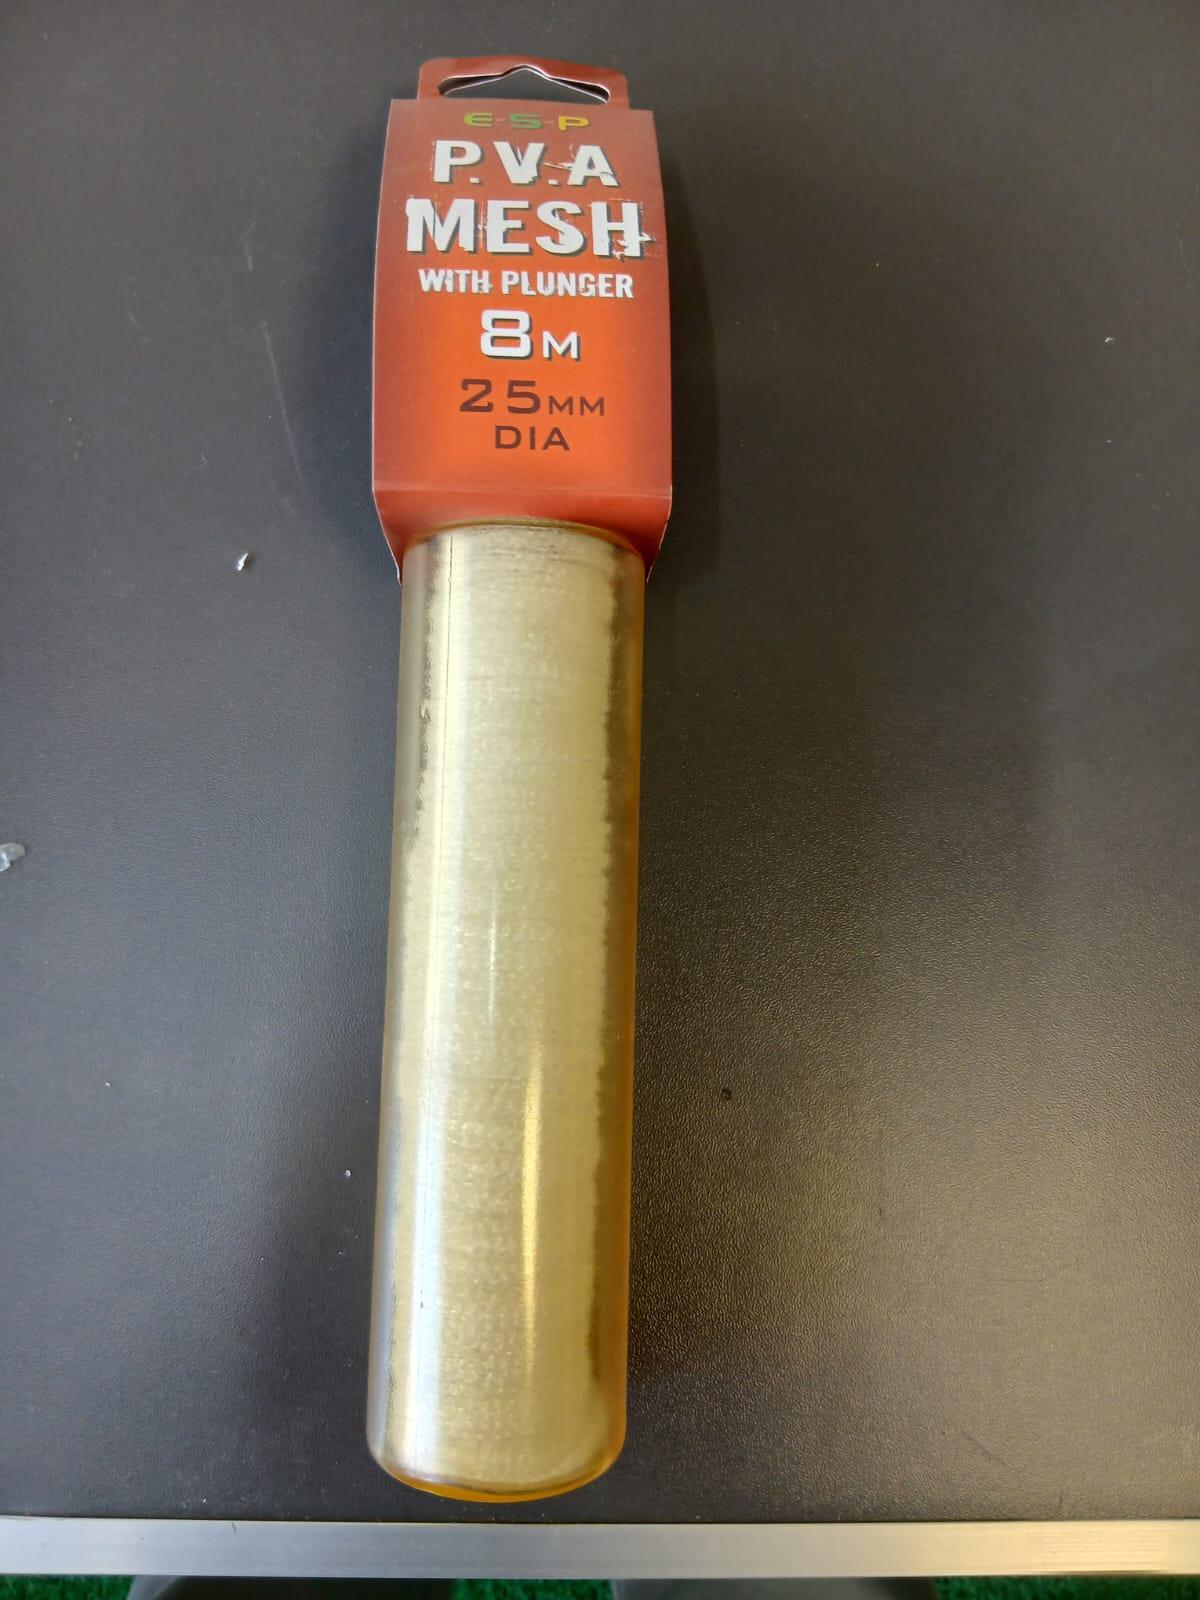 E-S-P
P.V.A
MESH
WITH PLUNGER
8M
25MM
DIA